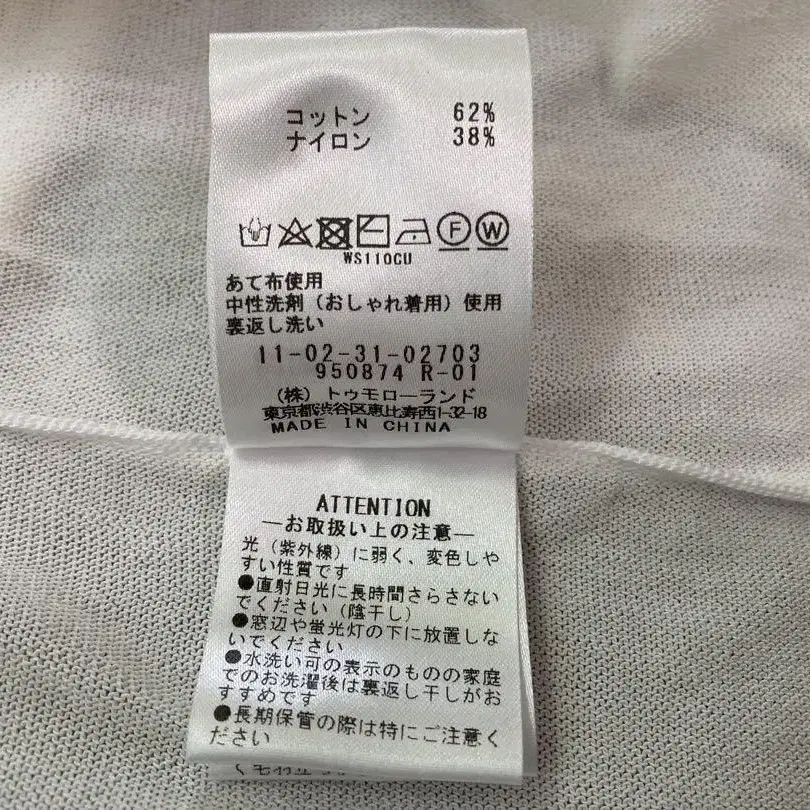 コットン 62%
ナイロン 38%
F W
WS110CU
あて布使用
中性洗剤（おしゃれ着用）使用
裏返し洗い
11-02-31-02703
950874 R-01
（株）トゥモローランド
東京都渋谷区恵比寿西1-32-18
MADE IN CHINA
ATTENTION
―お取扱い上の注意―
光（紫外線）に弱く、変色しや
すい性質です
●直射日光に長時間さらさない
でください（陰干し）
●窓辺や蛍光灯の下に放置しな
いでください
●水洗い可の表示のものの家庭
でのお洗濯後は裏返し干しがお
すすめです
●長期保管の際は特にご注意く
ださい